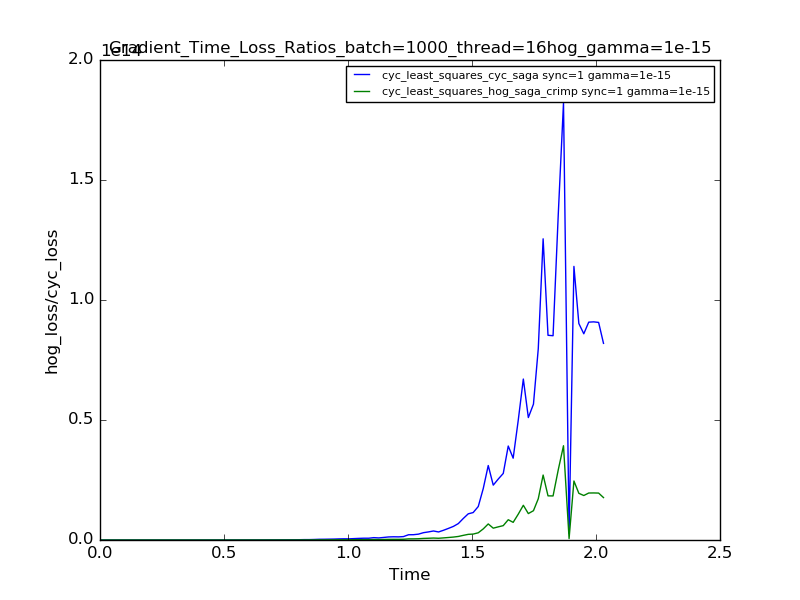 Gradient_Time_Loss_Ratios_batch=1000_thread=16hog_gamma=1e-15
1e14
cyc_least_squares_cyc_saga sync=1 gamma=1e-15
cyc_least_squares_hog_saga_crimp sync=1 gamma=1e-15
2.0
1.5
1.0
0.5
0.0
hog_loss/cyc_loss
0.0 0.5 1.0 1.5 2.0 2.5
Time